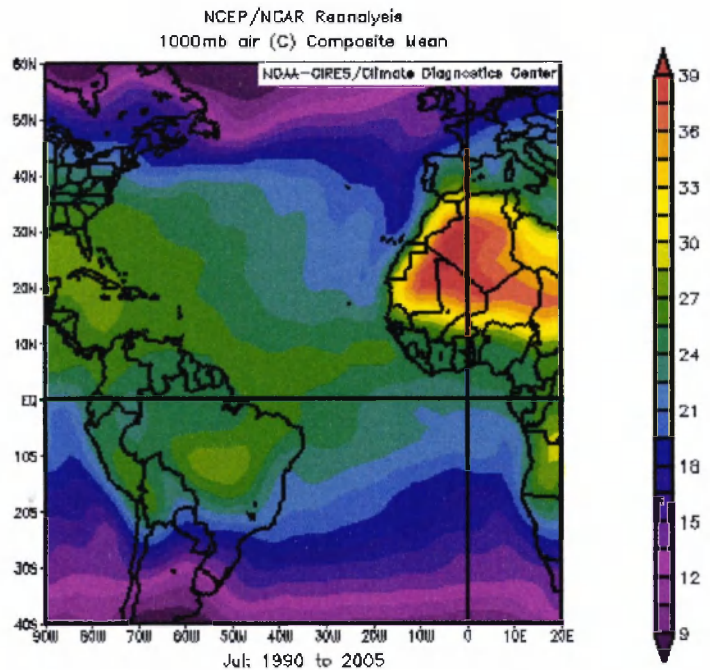 NCEP/NCAR Reanalysis
1000mb air (C) Composite Mean
NOAA-CIRES/Climate Diagnostics Center
60N
50N
40N
30N
20N
10N
EQ
10S
20S
30S
40S
90W 80W 70W 60W 50W 40W 30W 20W 10W 0 10E 20E
Jul: 1990 to 2005
39
36
33
30
27
24
21
18
15
12
9